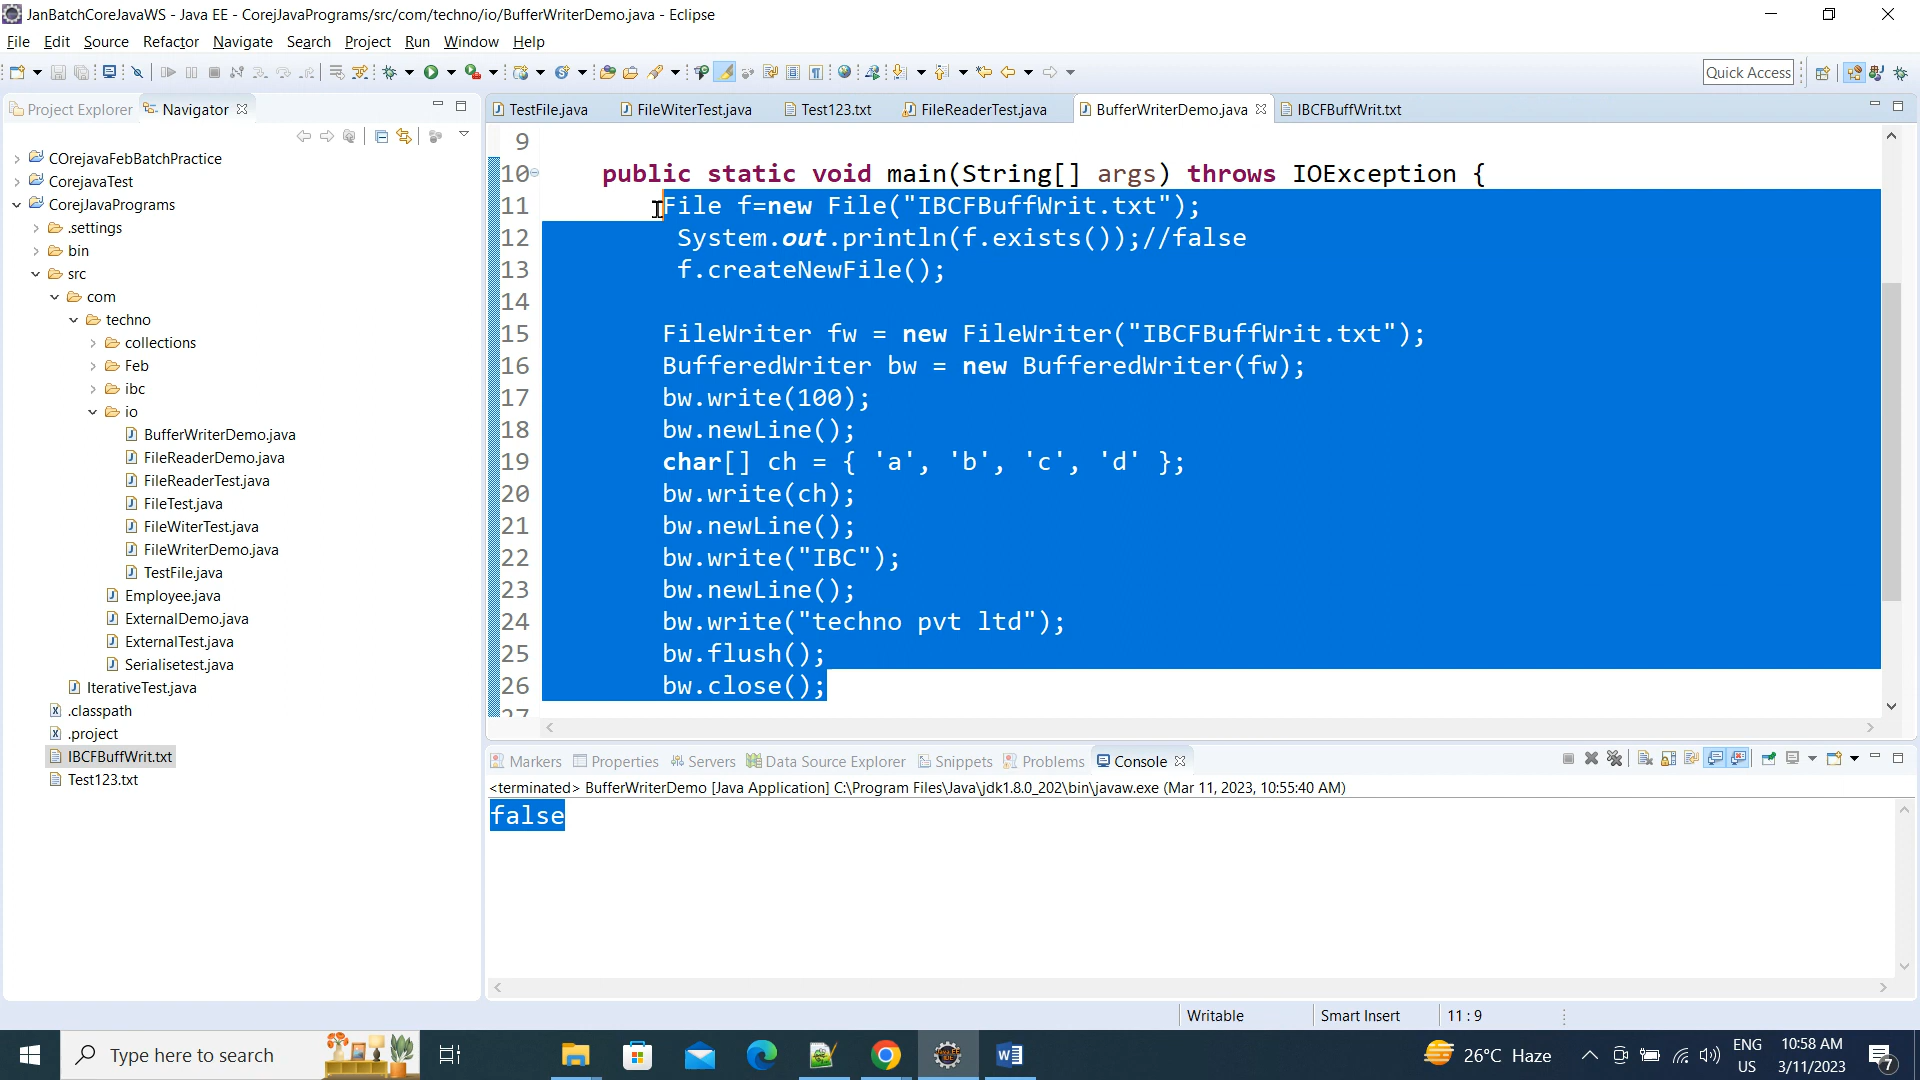 JanBatchCoreJavaWS - Java EE - CorejJavaPrograms/src/com/techno/io/BufferWriterDemo.java - Eclipse
File Edit Source Refactor Navigate Search Project Run Window Help
Quick Access
Project Explorer Navigator
TestFile.java FileWiterTest.java Test123.txt FileReaderTest.java BufferWriterDemo.java IBCFBuffWrit.txt
COrejavaFebBatchPractice
CorejavaTest
CorejJavaPrograms
.settings
bin
src
com
techno
collections
Feb
ibc
io
BufferWriterDemo.java
FileReaderDemo.java
FileReaderTest.java
FileTest.java
FileWiterTest.java
FileWriterDemo.java
TestFile.java
Employee.java
ExternalDemo.java
ExternalTest.java
Serialisetest.java
IterativeTest.java
.classpath
.project
IBCFBuffWrit.txt
Test123.txt
9
10 public static void main(String[] args) throws IOException {
11 File f=new File("IBCFBuffWrit.txt");
12 System.out.println(f.exists());//false
13 f.createNewFile();
14
15 FileWriter fw = new FileWriter("IBCFBuffWrit.txt");
16 BufferedWriter bw = new BufferedWriter(fw);
17 bw.write(100);
18 bw.newLine();
19 char[] ch = { 'a', 'b', 'c', 'd' };
20 bw.write(ch);
21 bw.newLine();
22 bw.write("IBC");
23 bw.newLine();
24 bw.write("techno pvt ltd");
25 bw.flush();
26 bw.close();
27
Markers Properties Servers Data Source Explorer Snippets Problems Console
<terminated> BufferWriterDemo [Java Application] C:\Program Files\Java\jdk1.8.0_202\bin\javaw.exe (Mar 11, 2023, 10:55:40 AM)
false
Writable Smart Insert 11 : 9
Type here to search
26°C Haze
ENG
US
10:58 AM
3/11/2023
7